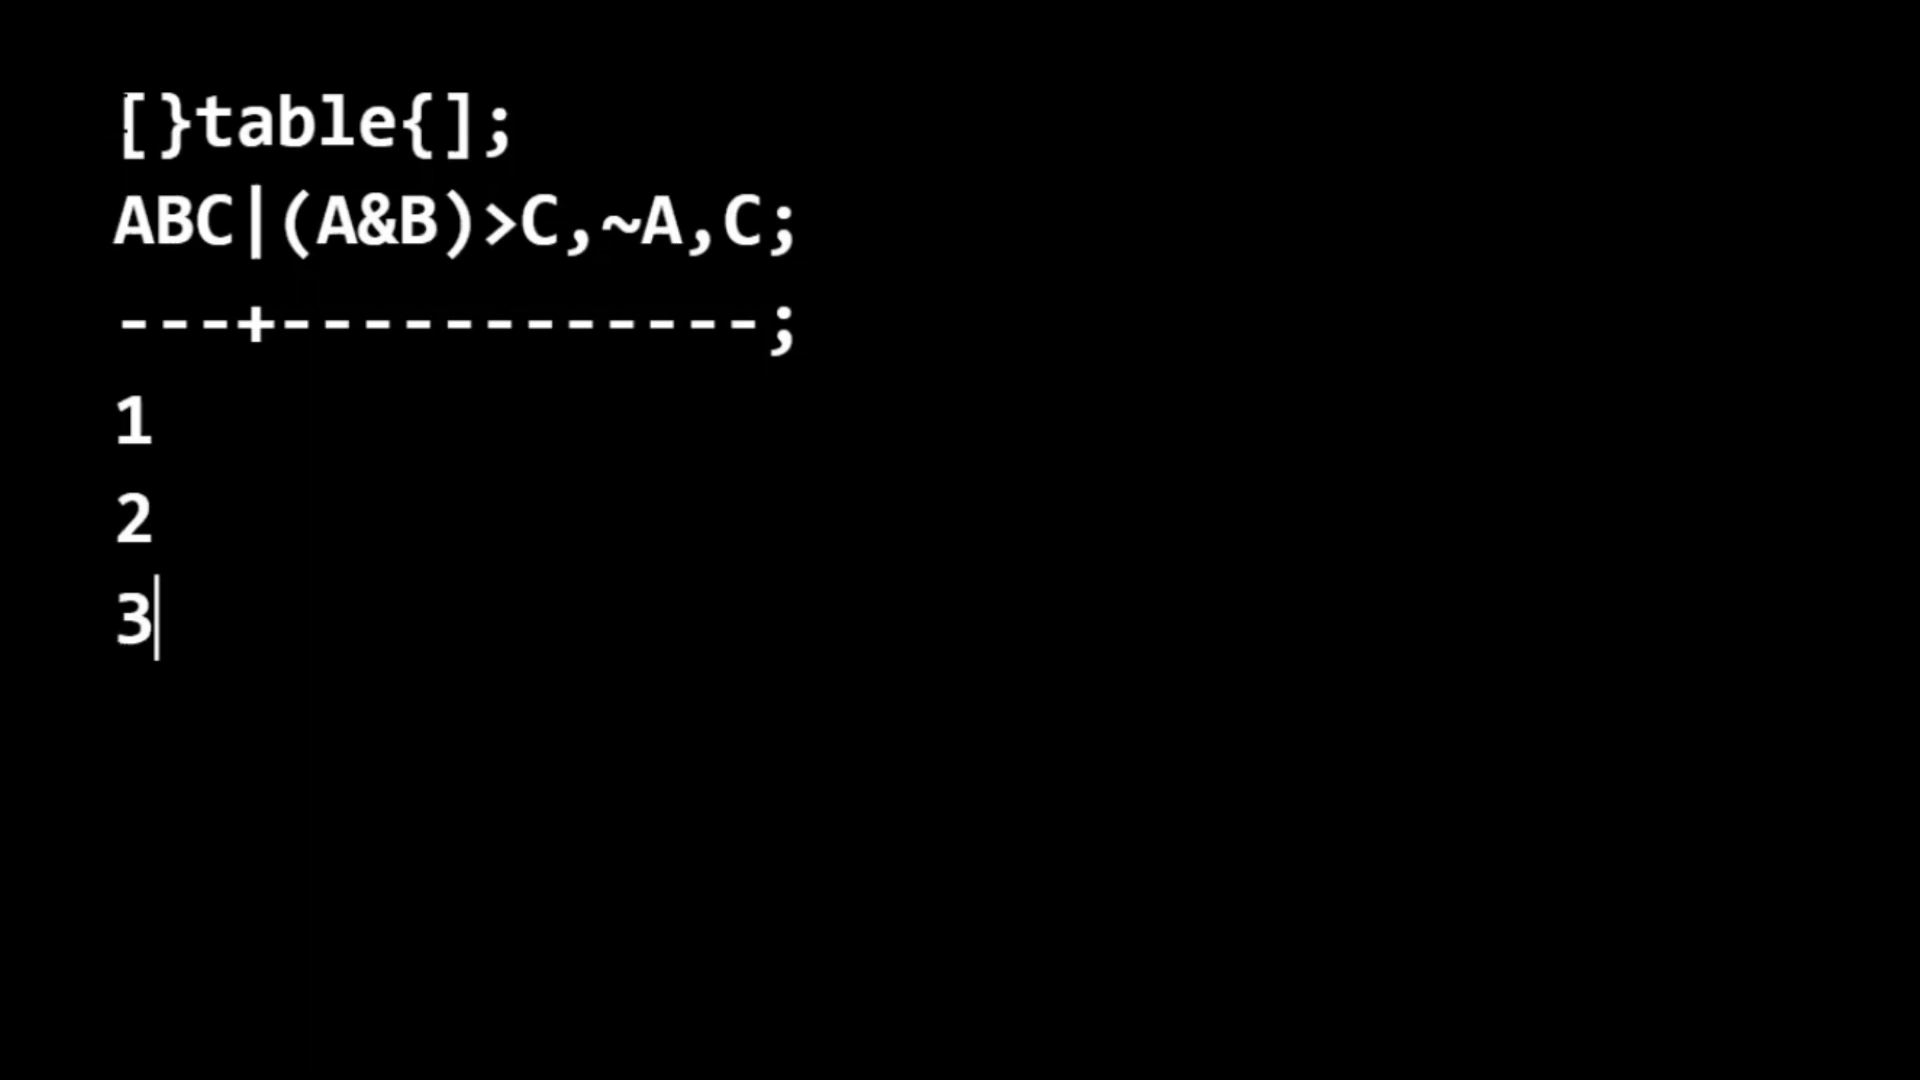 [}table{];
ABC|(A&B)>C,~A,C;
---+------------;
1
2
3